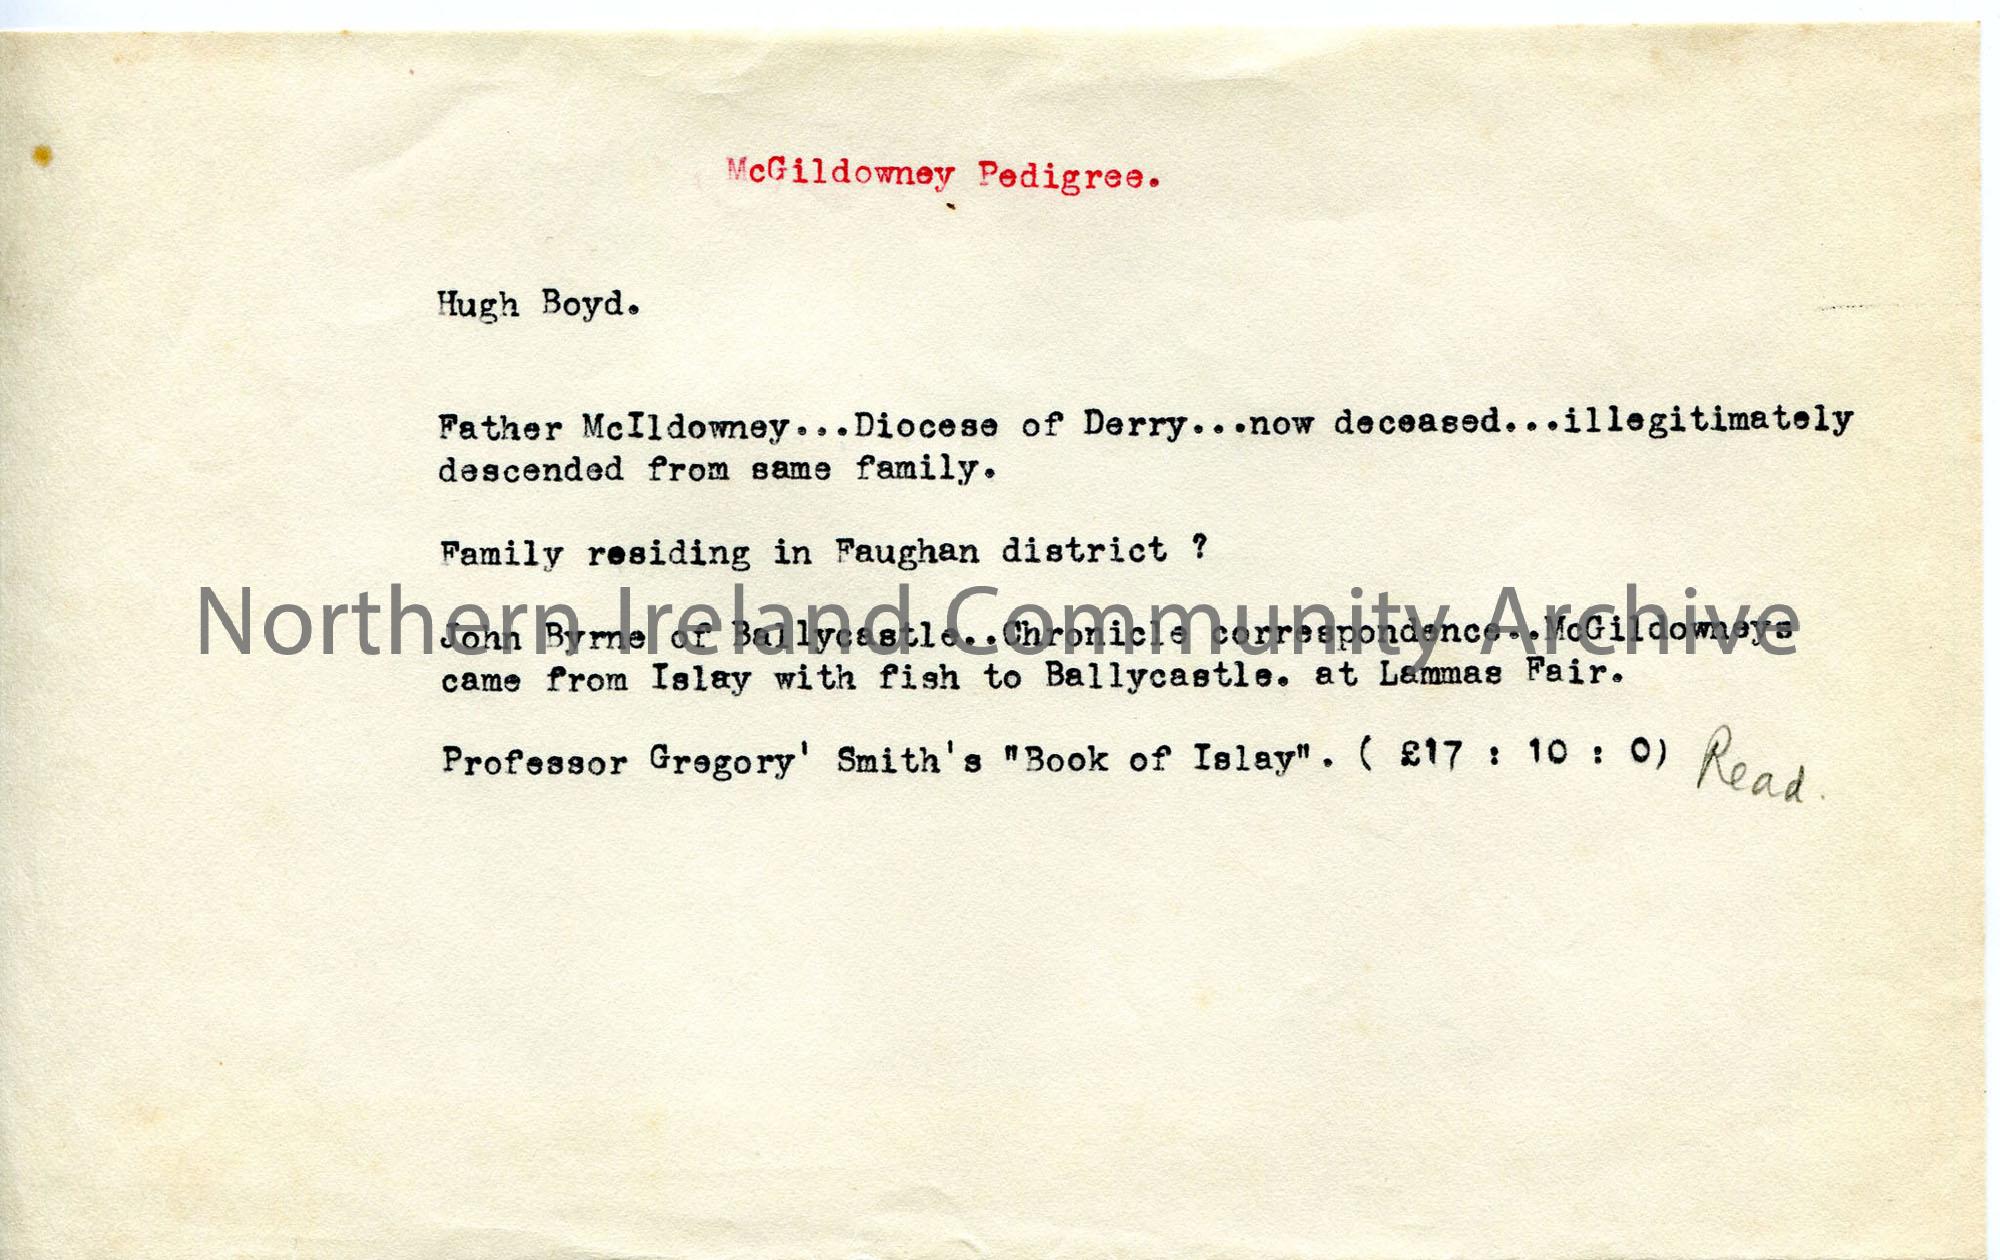 McGildowney Pedigree.
Hugh Boyd.
Father McIldowney...Diocese of Derry...now deceased...illegitimately
descended from same family.
Family residing in Faughan district ?
Northern Ireland Community Archive
John Byrne of Ballycastle..Chronicle correspondence..McGildowneys
came from Islay with fish to Ballycastle. at Lammas Fair.
Professor Gregory' Smith's "Book of Islay". ( £17 : 10 : 0) Read.